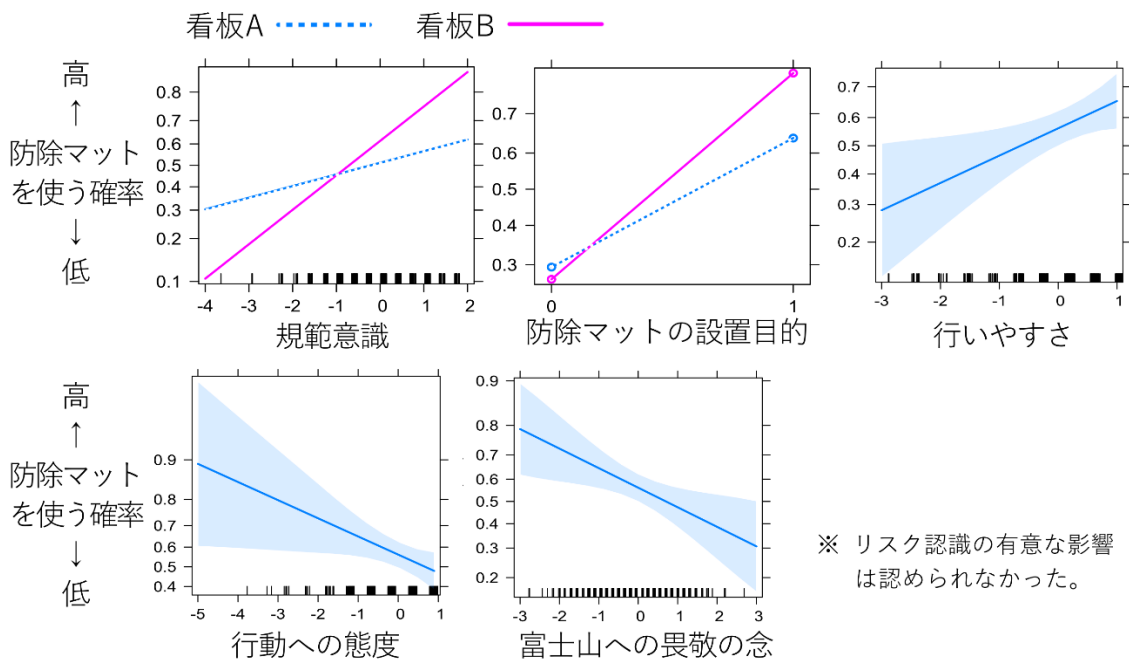 看板A 看板B
高
↑
防除マット
を使う確率
↓
低
0.8
0.7
0.6
0.5
0.4
0.3
0.2
0.1
-4 -3 -2 -1 0 1 2
規範意識
0.7
0.6
0.5
0.4
0.3
0 1
防除マットの設置目的
0.7
0.6
0.5
0.4
0.3
0.2
-3 -2 -1 0 1
行いやすさ
高
↑
防除マット
を使う確率
↓
低
0.9
0.8
0.7
0.6
0.5
0.4
-5 -4 -3 -2 -1 0 1
行動への態度
0.9
0.8
0.7
0.6
0.5
0.4
0.3
0.2
-3 -2 -1 0 1 2 3
富士山への畏敬の念
※ リスク認識の有意な影響
は認められなかった。